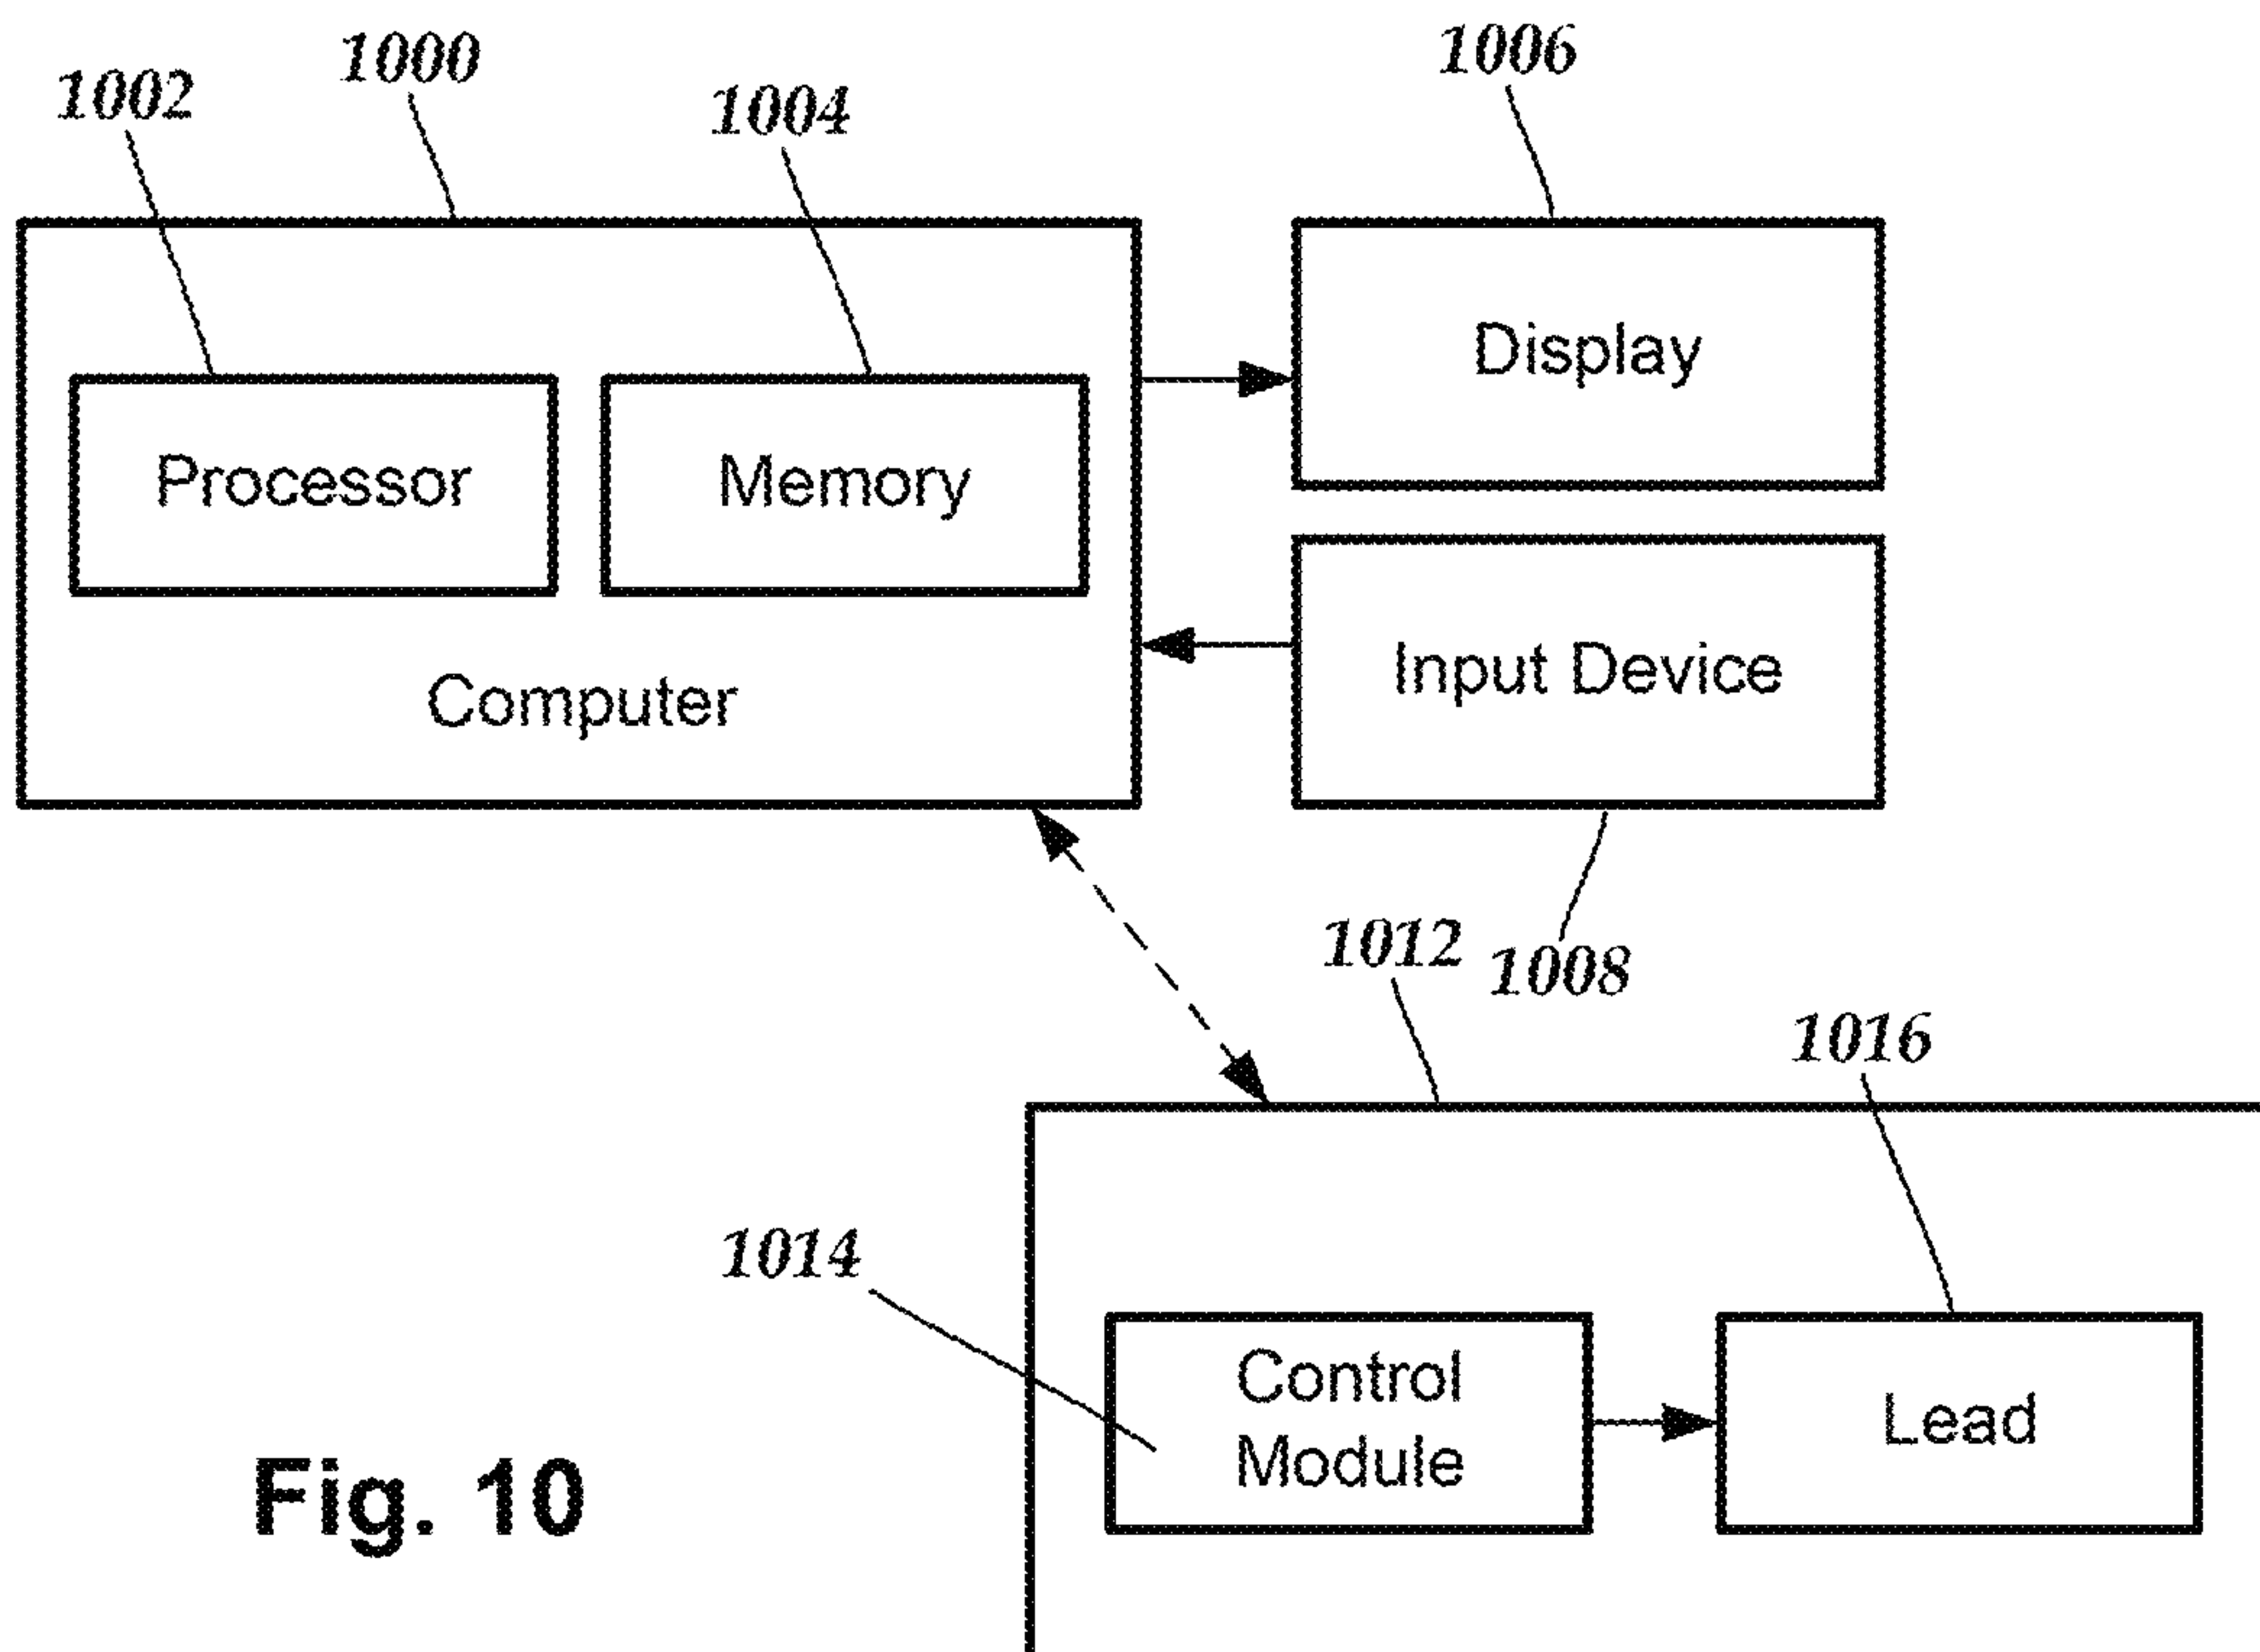 1000
1002
1004
1006
Display
Processor
Memory
Input Device
Computer
1012
1008
1016
1014
Control
Module
Lead
Fig. 10